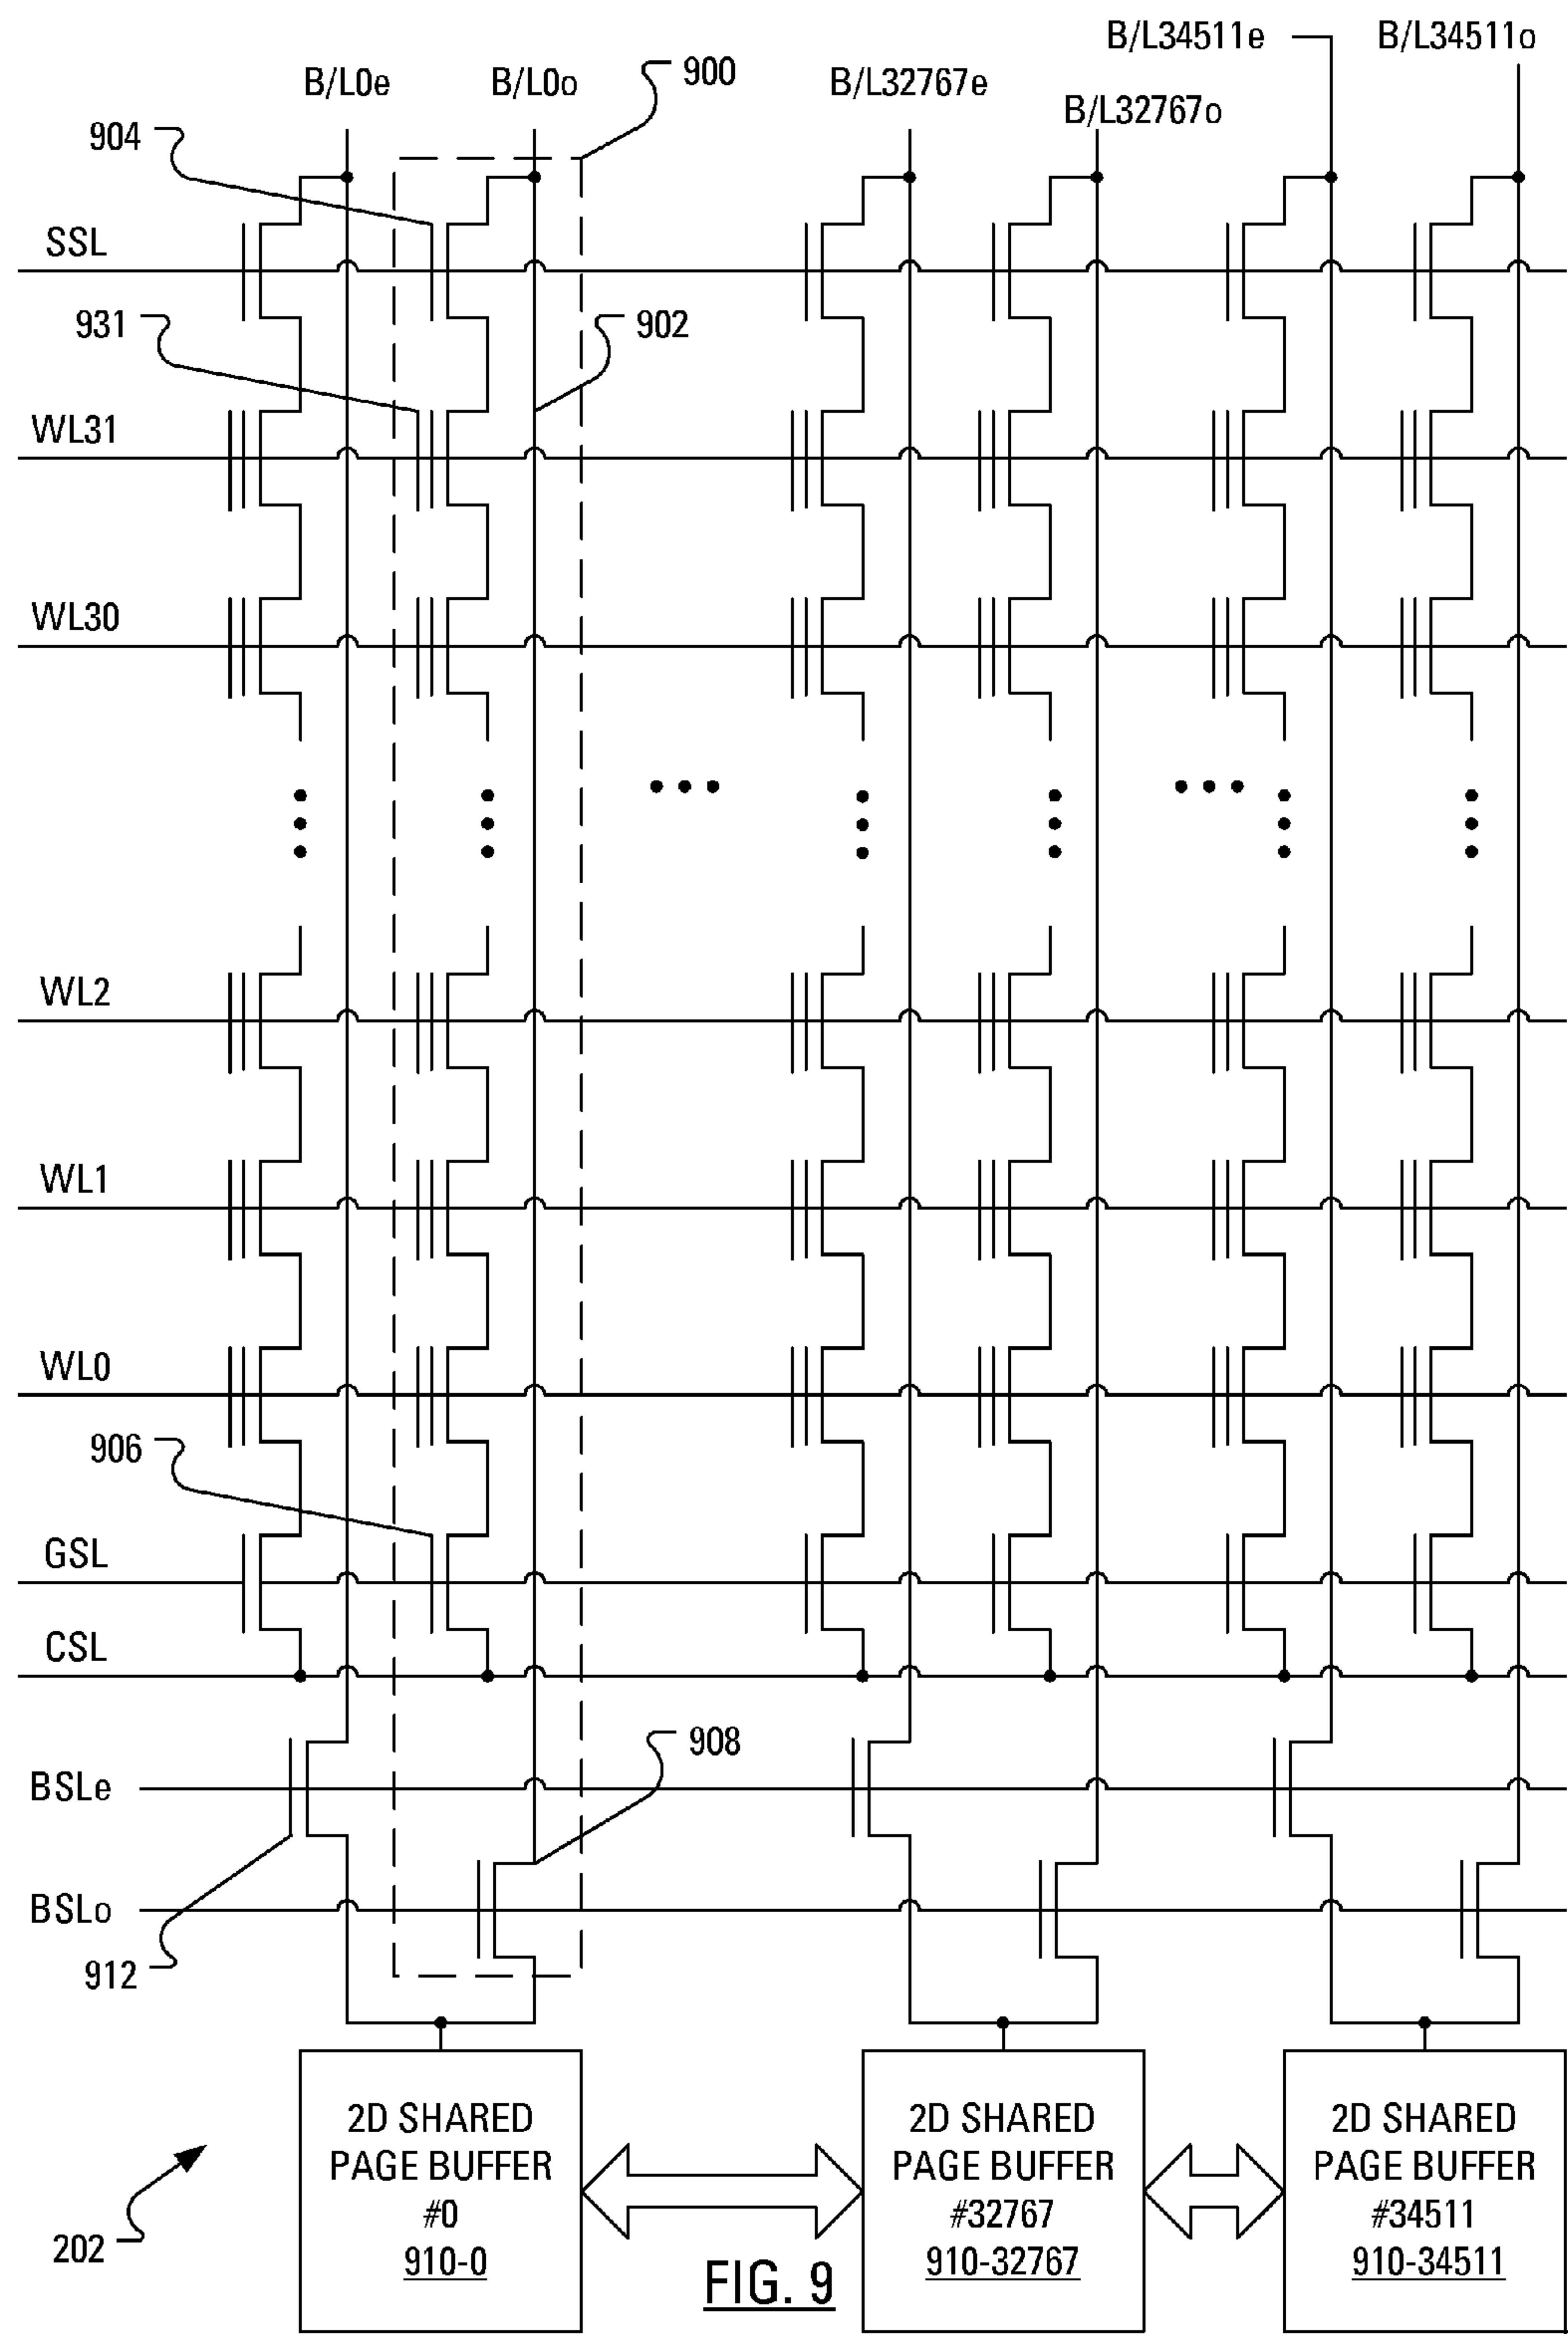 B/L34511e
B/L34511o
B/L0e
B/L0o
900
B/L32767e
B/L32767o
904
SSL
931
902
WL31
WL30
WL2
WL1
WL0
906
GSL
CSL
908
BSLe
BSLo
912
2D SHARED
PAGE BUFFER
#0
910-0
2D SHARED
PAGE BUFFER
#32767
910-32767
2D SHARED
PAGE BUFFER
#34511
910-34511
202
FIG. 9